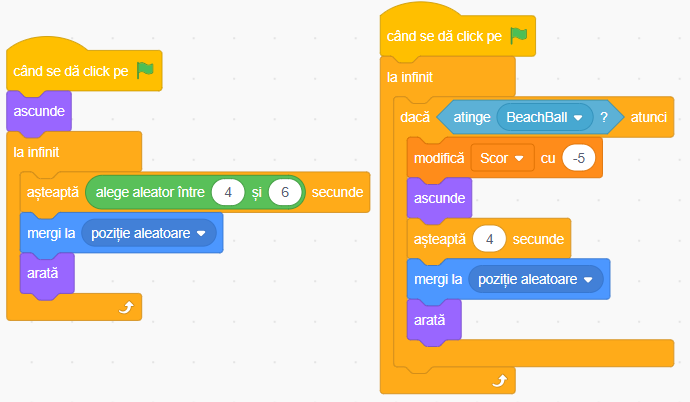 când se dă click pe
ascunde
la infinit
așteaptă alege aleator între 4 și 6 secunde
mergi la poziție aleatoare
arată
când se dă click pe
la infinit
dacă atinge BeachBall ? atunci
modifică Scor cu -5
ascunde
așteaptă 4 secunde
mergi la poziție aleatoare
arată